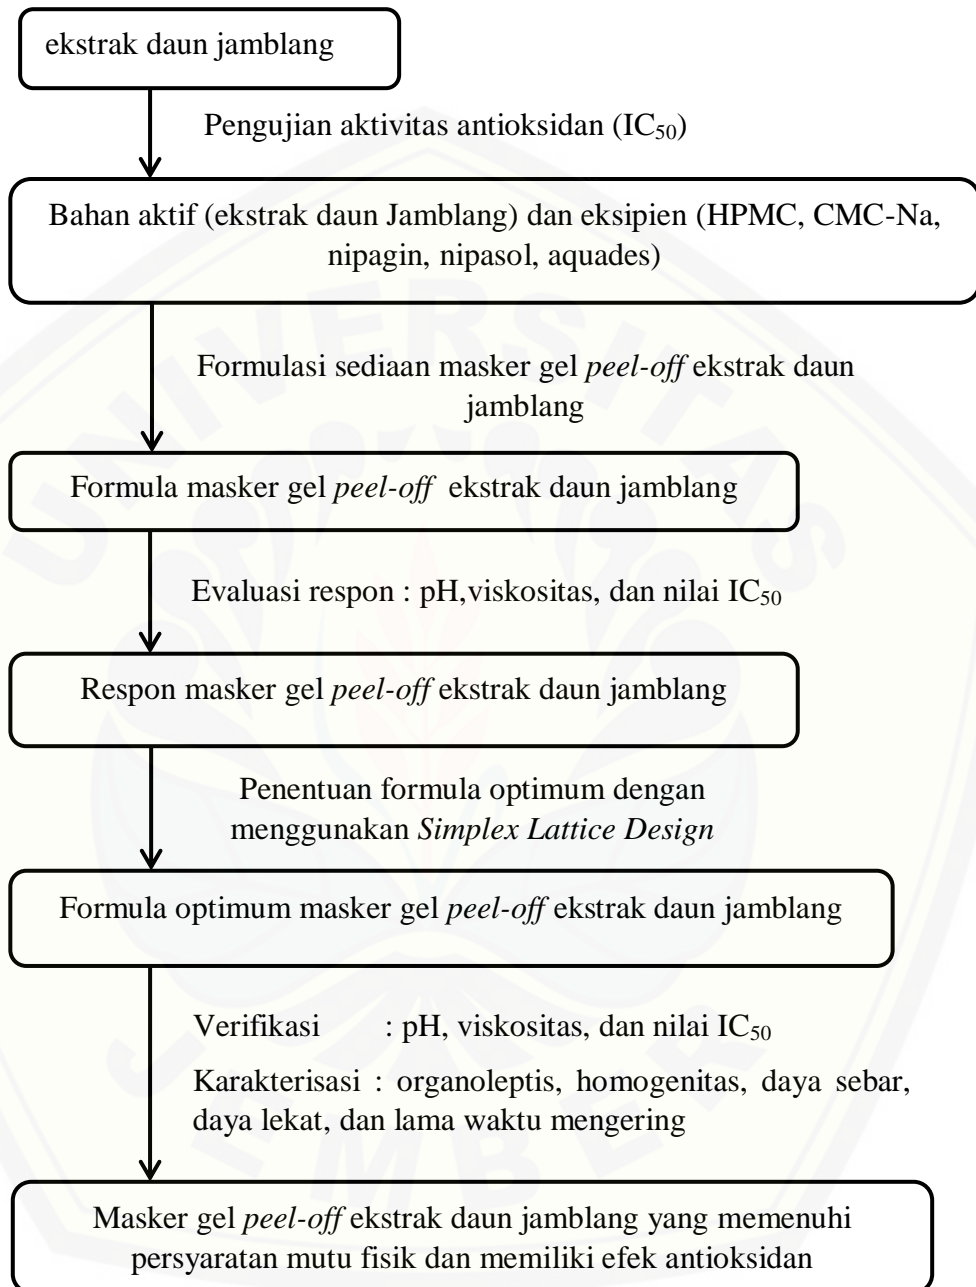 ekstrak daun jamblang
Pengujian aktivitas antioksidan (IC50)
Bahan aktif (ekstrak daun Jamblang) dan eksipien (HPMC, CMC-Na,
nipagin, nipasol, aquades)
Formulasi sediaan masker gel peel-off ekstrak daun
jamblang
Formula masker gel peel-off ekstrak daun jamblang
Evaluasi respon : pH,viskositas, dan nilai IC50
Respon masker gel peel-off ekstrak daun jamblang
Penentuan formula optimum dengan
menggunakan Simplex Lattice Design
Formula optimum masker gel peel-off ekstrak daun jamblang
Verifikasi : pH, viskositas, dan nilai IC50
Karakterisasi : organoleptis, homogenitas, daya sebar,
daya lekat, dan lama waktu mengering
Masker gel peel-off ekstrak daun jamblang yang memenuhi
persyaratan mutu fisik dan memiliki efek antioksidan
UNIVERSITAS
JEMBER